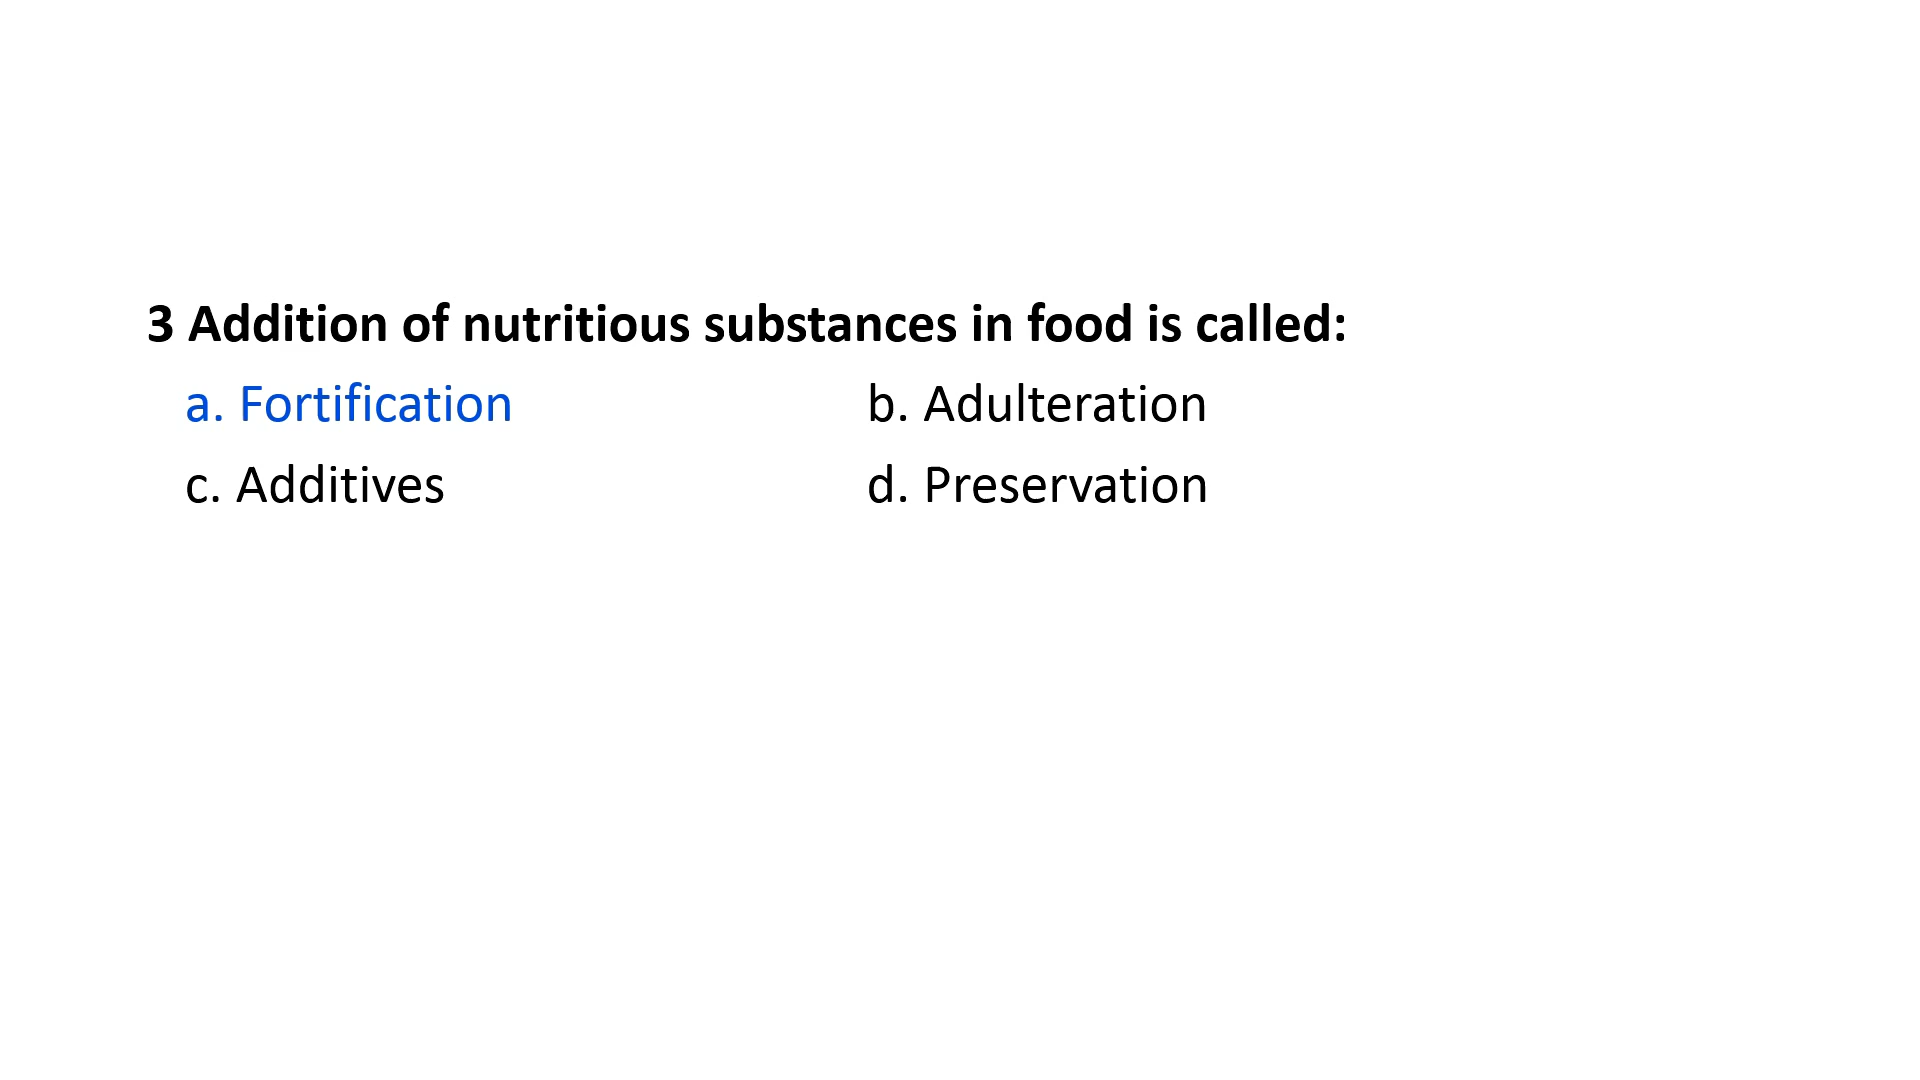 3 Addition of nutritious substances in food is called:
a. Fortification b. Adulteration
c. Additives d. Preservation